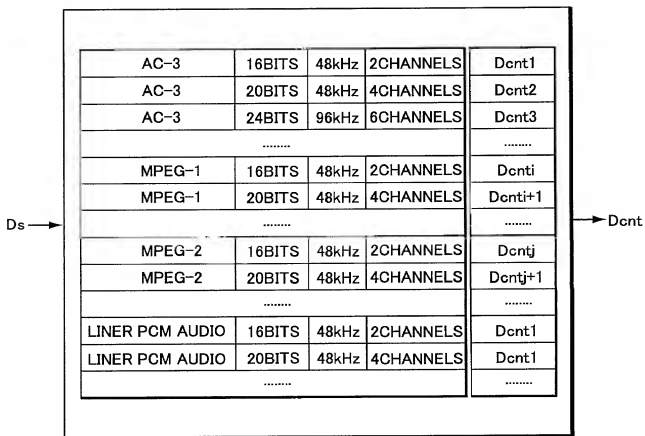 AC-3 16BITS 48kHz 2CHANNELS Dcnt1
AC-3 20BITS 48kHz 4CHANNELS Dcnt2
AC-3 24BITS 96kHz 6CHANNELS Dcnt3
........ ........
MPEG-1 16BITS 48kHz 2CHANNELS Dcnti
MPEG-1 20BITS 48kHz 4CHANNELS Dcnti+1
Ds ........ ........ Dcnt
MPEG-2 16BITS 48kHz 2CHANNELS Dcntj
MPEG-2 20BITS 48kHz 4CHANNELS Dcntj+1
........ ........
LINER PCM AUDIO 16BITS 48kHz 2CHANNELS Dcnt1
LINER PCM AUDIO 20BITS 48kHz 4CHANNELS Dcnt1
........ ........